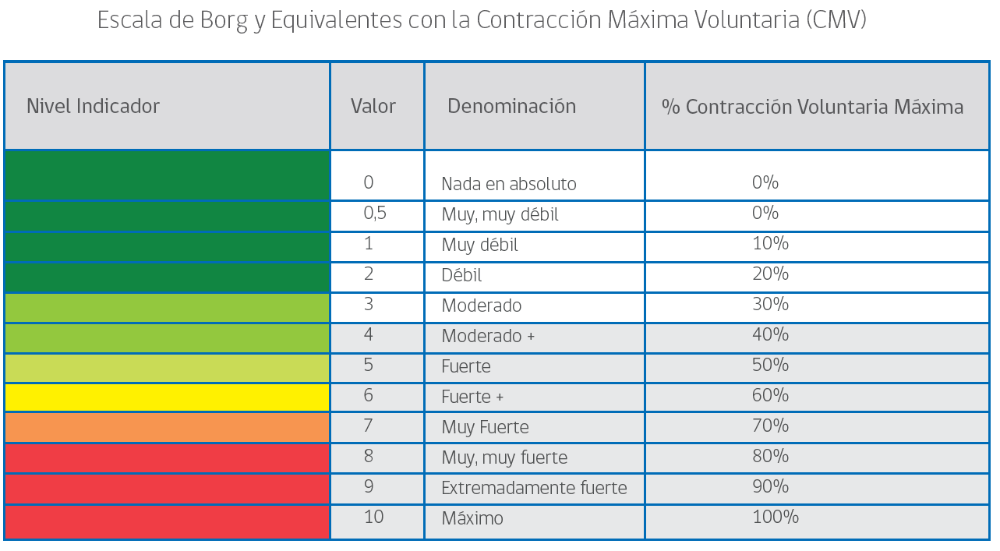 Escala de Borg y Equivalentes con la Contracción Máxima Voluntaria (CMV)
Nivel Indicador Valor Denominación % Contracción Voluntaria Máxima
0 Nada en absoluto 0%
0,5 Muy, muy débil 0%
1 Muy débil 10%
2 Débil 20%
3 Moderado 30%
4 Moderado + 40%
5 Fuerte 50%
6 Fuerte + 60%
7 Muy Fuerte 70%
8 Muy, muy fuerte 80%
9 Extremadamente fuerte 90%
10 Máximo 100%